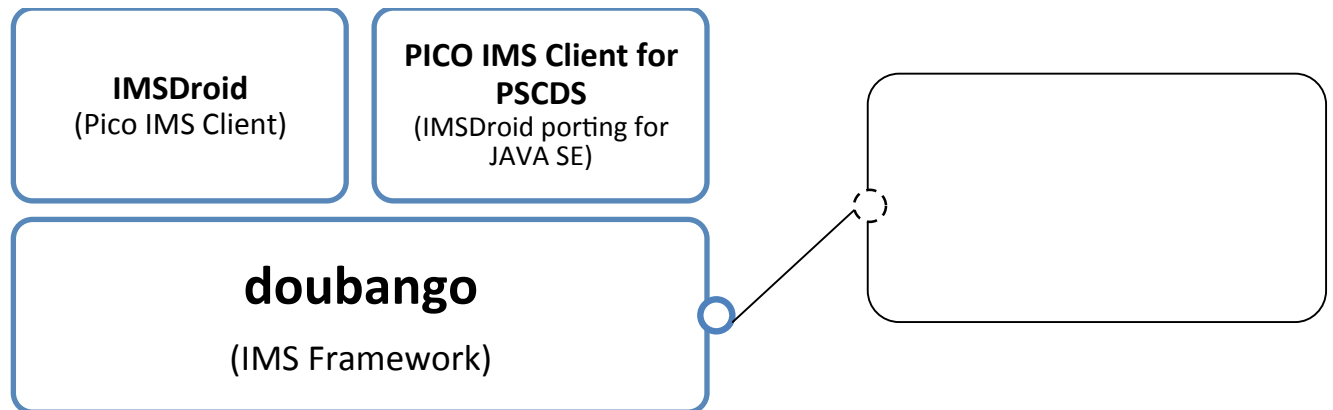 IMSDroid
(Pico IMS Client)
PICO IMS Client for
PSCDS
(IMSDroid porting for
JAVA SE)
doubango
(IMS Framework)